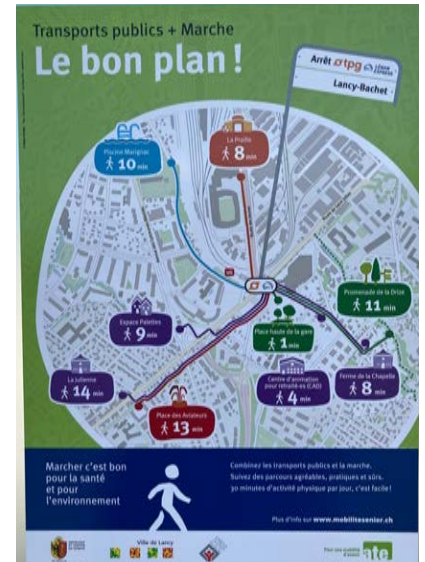 Transports publics + Marche
Le bon plan !
Arrêt tpg LÉMAN EXPRESS
Lancy-Bachet
Piscine Marignac
10 min
La Praille
8 min
Promenade de la Drize
11 min
Espace Palettes
9 min
Place haute de la gare
1 min
La Julienne
14 min
Place des Aviateurs
13 min
Centre d'animation
pour retraité·es (CAD)
4 min
Ferme de la Chapelle
8 min
Marcher c'est bon
pour la santé
et pour
l'environnement
Combinez les transports publics et la marche.
Suivez des parcours agréables, pratiques et sûrs.
30 minutes d'activité physique par jour, c'est facile !
Plus d'info sur www.mobilitesenior.ch
Ville de Lancy
ate